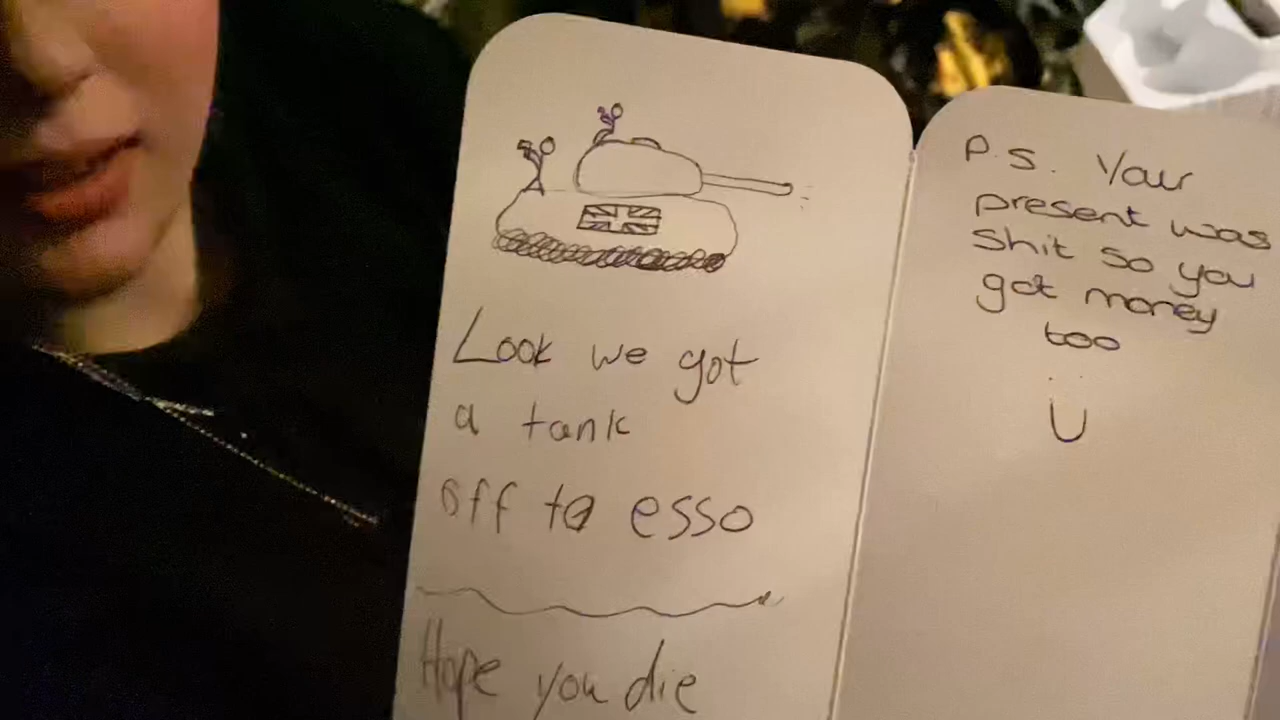 Look we got
a tank
off to esso
Hope you die
P.S. Your
present was
shit so you
got money
too